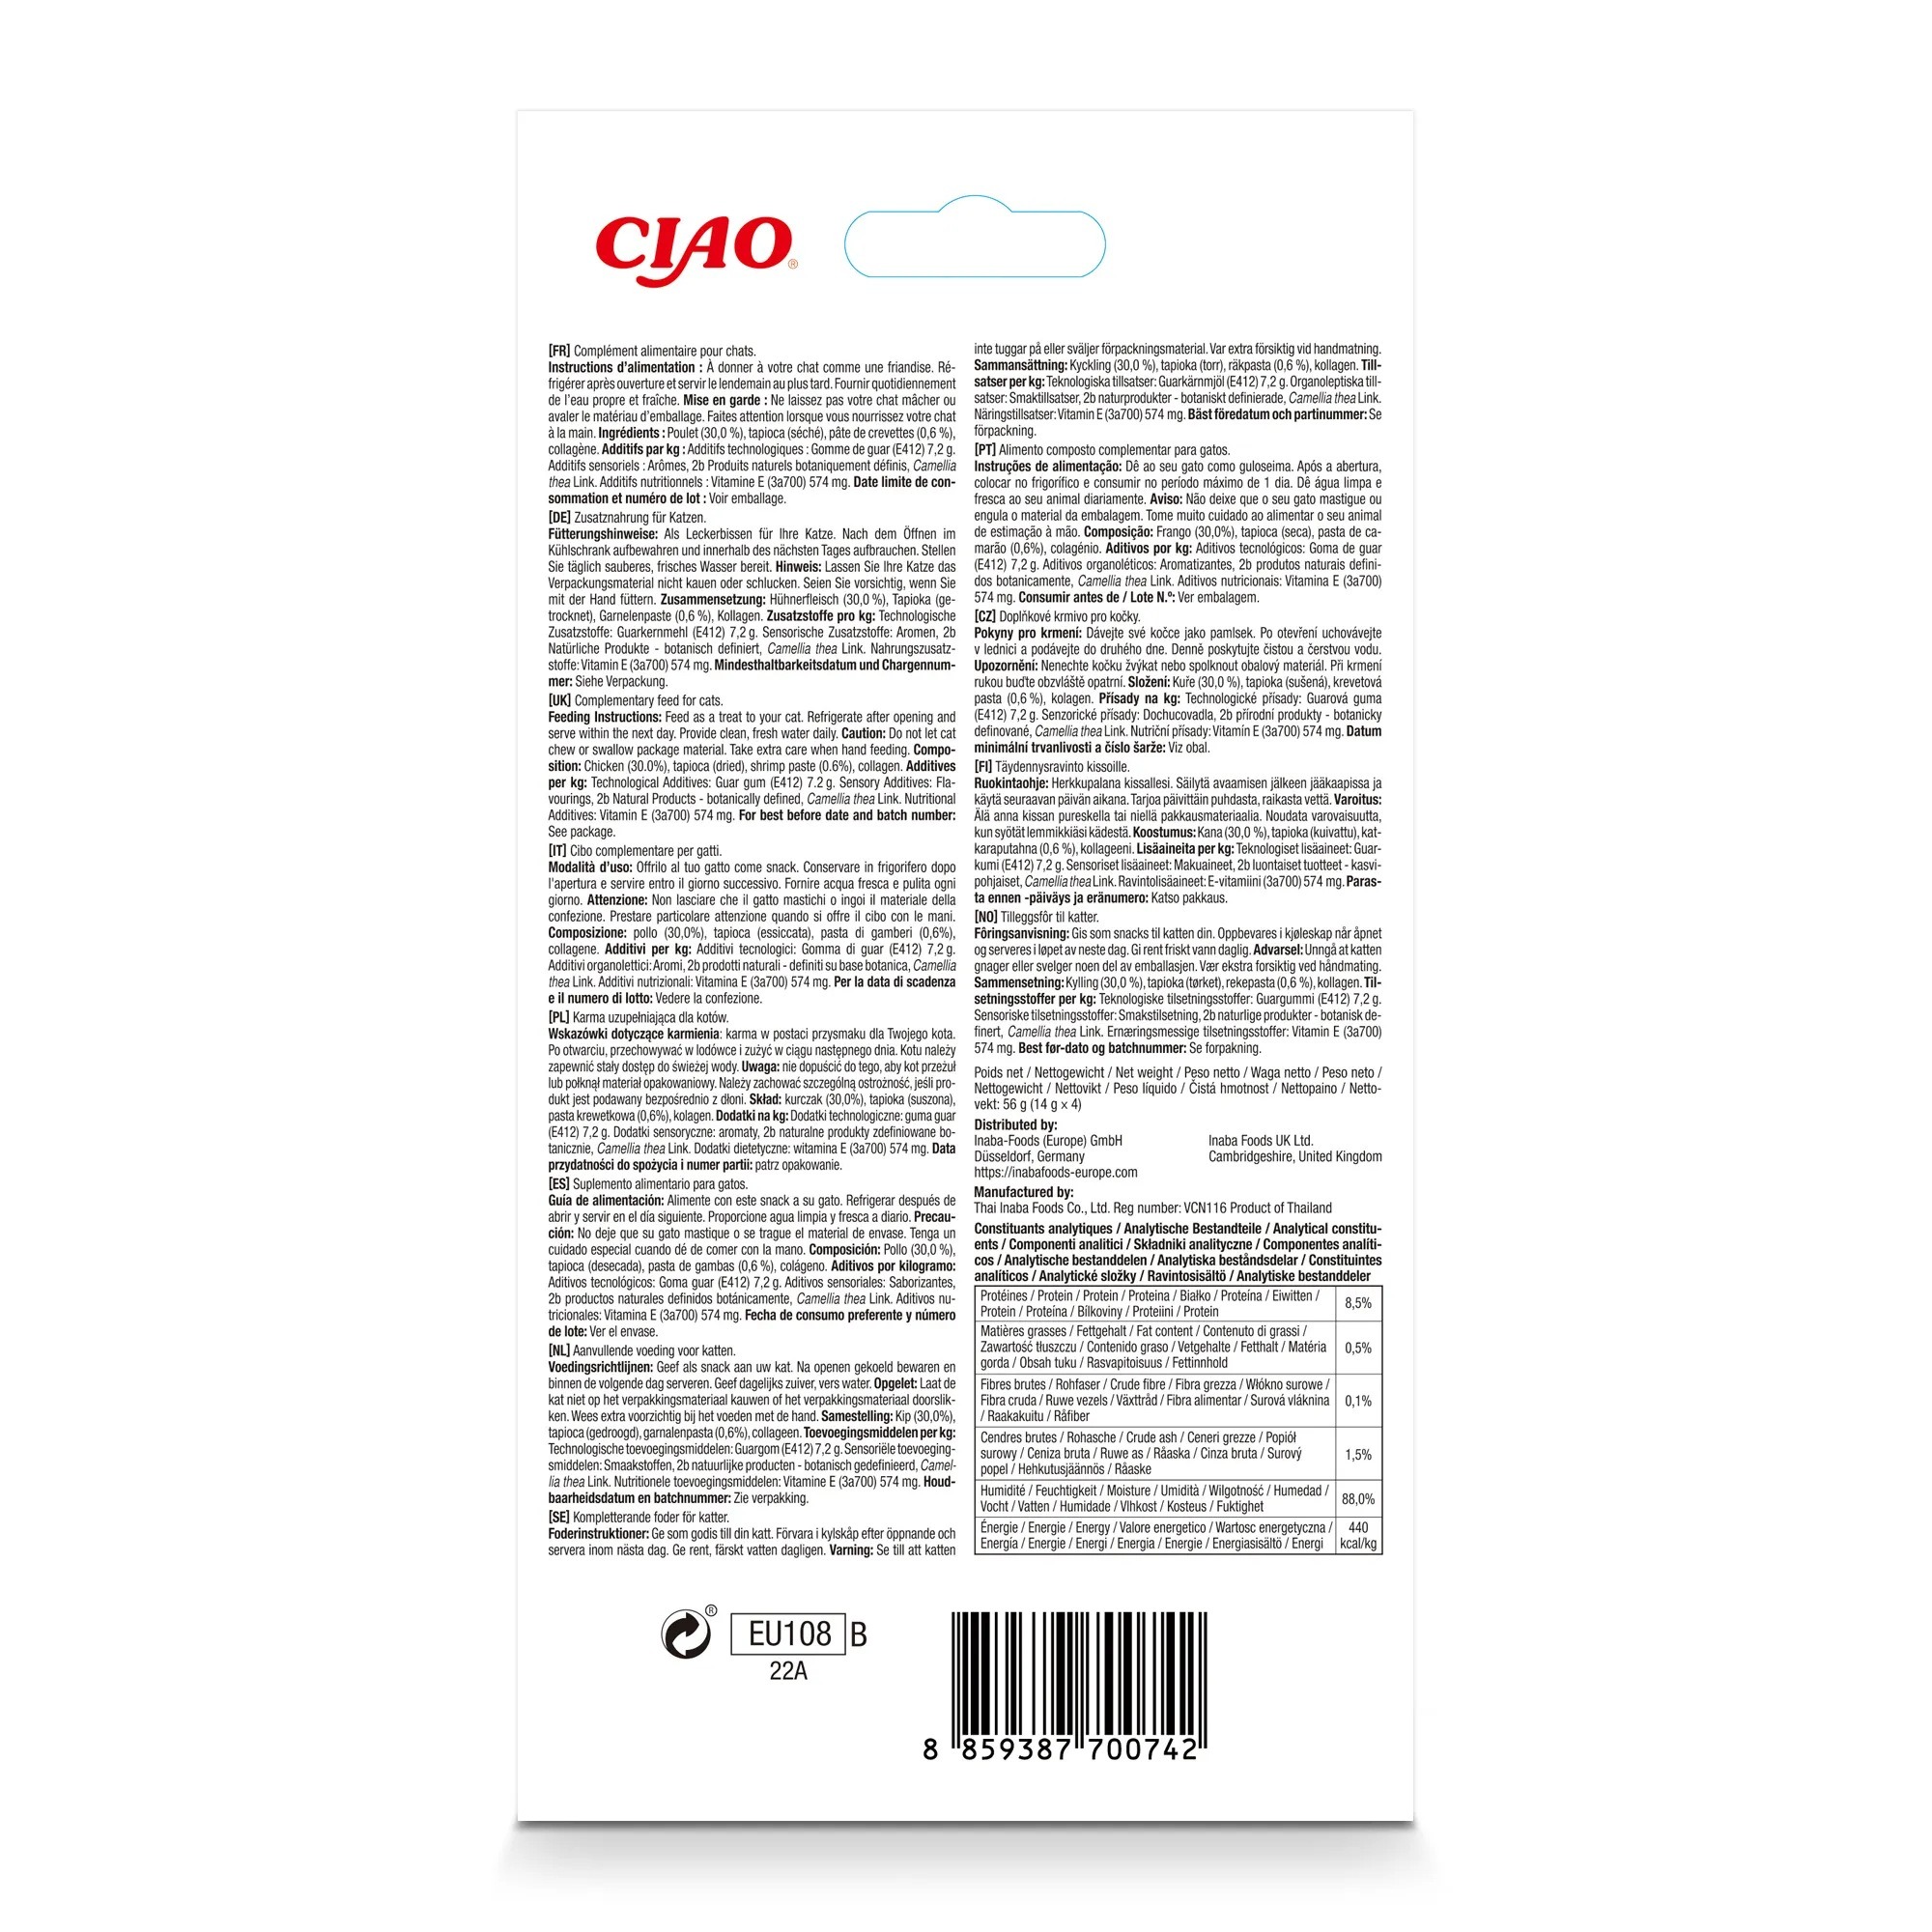 CIAO®
[FR] Complément alimentaire pour chats.
Instructions d'alimentation : À donner à votre chat comme une friandise. Ré-
frigérer après ouverture et servir le lendemain au plus tard. Fournir quotidiennement
de l'eau propre et fraîche. Mise en garde : Ne laissez pas votre chat mâcher ou
avaler le matériau d'emballage. Faites attention lorsque vous nourrissez votre chat
à la main. Ingrédients : Poulet (30,0 %), tapioca (séché), pâte de crevettes (0,6 %),
collagène. Additifs par kg : Additifs technologiques : Gomme de guar (E412) 7,2 g.
Additifs sensoriels : Arômes, 2b Produits naturels botaniquement définis, Camellia
thea Link. Additifs nutritionnels : Vitamine E (3a700) 574 mg. Date limite de con-
sommation et numéro de lot : Voir emballage.
[DE] Zusatznahrung für Katzen.
Fütterungshinweise: Als Leckerbissen für Ihre Katze. Nach dem Öffnen im
Kühlschrank aufbewahren und innerhalb des nächsten Tages aufbrauchen. Stellen
Sie täglich sauberes, frisches Wasser bereit. Hinweis: Lassen Sie Ihre Katze das
Verpackungsmaterial nicht kauen oder schlucken. Seien Sie vorsichtig, wenn Sie
mit der Hand füttern. Zusammensetzung: Hühnerfleisch (30,0 %), Tapioka (ge-
trocknet), Garnelenpaste (0,6 %), Kollagen. Zusatzstoffe pro kg: Technologische
Zusatzstoffe: Guarkernmehl (E412) 7,2 g. Sensorische Zusatzstoffe: Aromen, 2b
Natürliche Produkte - botanisch definiert, Camellia thea Link. Nahrungszusatz-
stoffe: Vitamin E (3a700) 574 mg. Mindesthaltbarkeitsdatum und Chargennum-
mer: Siehe Verpackung.
[UK] Complementary feed for cats.
Feeding Instructions: Feed as a treat to your cat. Refrigerate after opening and
serve within the next day. Provide clean, fresh water daily. Caution: Do not let cat
chew or swallow package material. Take extra care when hand feeding. Compo-
sition: Chicken (30.0%), tapioca (dried), shrimp paste (0.6%), collagen. Additives
per kg: Technological Additives: Guar gum (E412) 7.2 g. Sensory Additives: Fla-
vourings, 2b Natural Products - botanically defined, Camellia thea Link. Nutritional
Additives: Vitamin E (3a700) 574 mg. For best before date and batch number:
See package.
[IT] Cibo complementare per gatti.
Modalità d'uso: Offrilo al tuo gatto come snack. Conservare in frigorifero dopo
l'apertura e servire entro il giorno successivo. Fornire acqua fresca e pulita ogni
giorno. Attenzione: Non lasciare che il gatto mastichi o ingoi il materiale della
confezione. Prestare particolare attenzione quando si offre il cibo con le mani.
Composizione: pollo (30,0%), tapioca (essiccata), pasta di gamberi (0,6%),
collagene. Additivi per kg: Additivi tecnologici: Gomma di guar (E412) 7,2 g.
Additivi organolettici: Aromi, 2b prodotti naturali - definiti su base botanica, Camellia
thea Link. Additivi nutrizionali: Vitamina E (3a700) 574 mg. Per la data di scadenza
e il numero di lotto: Vedere la confezione.
[PL] Karma uzupełniająca dla kotów.
Wskazówki dotyczące karmienia: karma w postaci przysmaku dla Twojego kota.
Po otwarciu, przechowywać w lodówce i zużyć w ciągu następnego dnia. Kotu należy
zapewnić stały dostęp do świeżej wody. Uwaga: nie dopuścić do tego, aby kot przeżuł
lub połknął materiał opakowaniowy. Należy zachować szczególną ostrożność, jeśli pro-
dukt jest podawany bezpośrednio z dłoni. Skład: kurczak (30,0%), tapioka (suszona),
pasta krewetkowa (0,6%), kolagen. Dodatki na kg: Dodatki technologiczne: guma guar
(E412) 7,2 g. Dodatki sensoryczne: aromaty, 2b naturalne produkty zdefiniowane bo-
tanicznie, Camellia thea Link. Dodatki dietetyczne: witamina E (3a700) 574 mg. Data
przydatności do spożycia i numer partii: patrz opakowanie.
[ES] Suplemento alimentario para gatos.
Guía de alimentación: Alimente con este snack a su gato. Refrigerar después de
abrir y servir en el día siguiente. Proporcione agua limpia y fresca a diario. Precau-
ción: No deje que su gato mastique o se trague el material de envase. Tenga un
cuidado especial cuando dé de comer con la mano. Composición: Pollo (30,0 %),
tapioca (desecada), pasta de gambas (0,6 %), colágeno. Aditivos por kilogramo:
Aditivos tecnológicos: Goma guar (E412) 7,2 g. Aditivos sensoriales: Saborizantes,
2b productos naturales definidos botánicamente, Camellia thea Link. Aditivos nu-
tricionales: Vitamina E (3a700) 574 mg. Fecha de consumo preferente y número
de lote: Ver el envase.
[NL] Aanvullende voeding voor katten.
Voedingsrichtlijnen: Geef als snack aan uw kat. Na openen gekoeld bewaren en
binnen de volgende dag serveren. Geef dagelijks zuiver, vers water. Opgelet: Laat de
kat niet op het verpakkingsmateriaal kauwen of het verpakkingsmateriaal doorslik-
ken. Wees extra voorzichtig bij het voeden met de hand. Samestelling: Kip (30,0%),
tapioca (gedroogd), garnalenpasta (0,6%), collageen. Toevoegingsmiddelen per kg:
Technologische toevoegingsmiddelen: Guargom (E412) 7,2 g. Sensoriële toevoeging-
smiddelen: Smaakstoffen, 2b natuurlijke producten - botanisch gedefinieerd, Camel-
lia thea Link. Nutritionele toevoegingsmiddelen: Vitamine E (3a700) 574 mg. Houd-
baarheidsdatum en batchnummer: Zie verpakking.
[SE] Kompletterande foder för katter.
Foderinstruktioner: Ge som godis till din katt. Förvara i kylskåp efter öppnande och
servera inom nästa dag. Ge rent, färskt vatten dagligen. Varning: Se till att katten
inte tuggar på eller sväljer förpackningsmaterial. Var extra försiktig vid handmatning.
Sammansättning: Kyckling (30,0 %), tapioka (torr), räkpasta (0,6 %), kollagen. Till-
satser per kg: Teknologiska tillsatser: Guarkärnmjöl (E412) 7,2 g. Organoleptiska till-
satser: Smaktillsatser, 2b naturprodukter - botaniskt definierade, Camellia thea Link.
Näringstillsatser: Vitamin E (3a700) 574 mg. Bästföredatum och partinummer: Se
förpackning.
[PT] Alimento composto complementar para gatos.
Instruções de alimentação: Dê ao seu gato como guloseima. Após a abertura,
colocar no frigorífico e consumir no período máximo de 1 dia. Dê água limpa e
fresca ao seu animal diariamente. Aviso: Não deixe que o seu gato mastigue ou
engula o material da embalagem. Tome muito cuidado ao alimentar o seu animal
de estimação à mão. Composição: Frango (30,0%), tapioca (seca), pasta de ca-
marão (0,6%), colagénio. Aditivos por kg: Aditivos tecnológicos: Goma de guar
(E412) 7,2 g. Aditivos organoléticos: Aromatizantes, 2b produtos naturais defini-
dos botanicamente, Camellia thea Link. Aditivos nutricionais: Vitamina E (3a700)
574 mg. Consumir antes de / Lote N.º: Ver embalagem.
[CZ] Doplňkové krmivo pro kočky.
Pokyny pro krmení: Dávejte své kočce jako pamlsek. Po otevření uchovávejte
v lednici a podávejte do druhého dne. Denně poskytujte čistou a čerstvou vodu.
Upozornění: Nenechte kočku žvýkat nebo spolknout obalový materiál. Při krmení
rukou buďte obzvláště opatrní. Složení: Kuře (30,0 %), tapioka (sušená), krevetová
pasta (0,6 %), kolagen. Přísady na kg: Technologické přísady: Guarová guma
(E412) 7,2 g. Senzorické přísady: Dochucovadla, 2b přírodní produkty - botanicky
definované, Camellia thea Link. Nutriční přísady: Vitamín E (3a700) 574 mg. Datum
minimální trvanlivosti a číslo šarže: Viz obal.
[FI] Täydennysravinto kissoille.
Ruokintaohje: Herkkupalana kissallesi. Säilytä avaamisen jälkeen jääkaapissa ja
käytä seuraavan päivän aikana. Tarjoa päivittäin puhdasta, raikasta vettä. Varoitus:
Älä anna kissan pureskella tai niellä pakkausmateriaalia. Noudata varovaisuutta,
kun syötät lemmikkiäsi kädestä. Koostumus: Kana (30,0 %), tapioka (kuivattu), kat-
karaputahna (0,6 %), kollageeni. Lisäaineita per kg: Teknologiset lisäaineet: Guar-
kumi (E412) 7,2 g. Sensoriset lisäaineet: Makuaineet, 2b luontaiset tuotteet - kasvi-
pohjaiset, Camellia thea Link. Ravintolisäaineet: E-vitamiini (3a700) 574 mg. Paras-
ta ennen -päiväys ja eränumero: Katso pakkaus.
[NO] Tilleggsfôr til katter.
Fôringsanvisning: Gis som snacks til katten din. Oppbevares i kjøleskap når åpnet
og serveres i løpet av neste dag. Gi rent friskt vann daglig. Advarsel: Unngå at katten
gnager eller svelger noen del av emballasjen. Vær ekstra forsiktig ved håndmating.
Sammensetning: Kylling (30,0 %), tapioka (tørket), rekepasta (0,6 %), kollagen. Til-
setningsstoffer per kg: Teknologiske tilsetningsstoffer: Guargummi (E412) 7,2 g.
Sensoriske tilsetningsstoffer: Smakstilsetning, 2b naturlige produkter - botanisk de-
finert, Camellia thea Link. Ernæringsmessige tilsetningsstoffer: Vitamin E (3a700)
574 mg. Best før-dato og batchnummer: Se forpakning.
Poids net / Nettogewicht / Net weight / Peso netto / Waga netto / Peso neto /
Nettogewicht / Nettovikt / Peso líquido / Čistá hmotnost / Nettopaino / Netto-
vekt: 56 g (14 g x 4)
Distributed by:
Inaba-Foods (Europe) GmbH Inaba Foods UK Ltd.
Düsseldorf, Germany Cambridgeshire, United Kingdom
https://inabafoods-europe.com
Manufactured by:
Thai Inaba Foods Co., Ltd. Reg number: VCN116 Product of Thailand
Constituants analytiques / Analytische Bestandteile / Analytical constitu-
ents / Componenti analitici / Składniki analityczne / Componentes analíti-
cos / Analytische bestanddelen / Analytiska beståndsdelar / Constituintes
analíticos / Analytické složky / Ravintosisältö / Analytiske bestanddeler
Protéines / Protein / Protein / Proteina / Białko / Proteína / Eiwitten /
Protein / Proteína / Bílkoviny / Proteiini / Protein 8,5%
Matières grasses / Fettgehalt / Fat content / Contenuto di grassi /
Zawartość tłuszczu / Contenido graso / Vetgehalte / Fetthalt / Matéria
gorda / Obsah tuku / Rasvapitoisuus / Fettinnhold 0,5%
Fibres brutes / Rohfaser / Crude fibre / Fibra grezza / Włókno surowe /
Fibra cruda / Ruwe vezels / Växttråd / Fibra alimentar / Surová vláknina
/ Raakakuitu / Råfiber 0,1%
Cendres brutes / Rohasche / Crude ash / Ceneri grezze / Popiół
surowy / Ceniza bruta / Ruwe as / Råaska / Cinza bruta / Surový
popel / Hehkutusjäännös / Råaske 1,5%
Humidité / Feuchtigkeit / Moisture / Umidità / Wilgotność / Humedad /
Vocht / Vatten / Humidade / Vlhkost / Kosteus / Fuktighet 88,0%
Énergie / Energie / Energy / Valore energetico / Wartosc energetyczna /
Energía / Energie / Energi / Energia / Energie / Energiasisältö / Energi 440 kcal/kg
®
EU108 B
22A
8 859387 700742